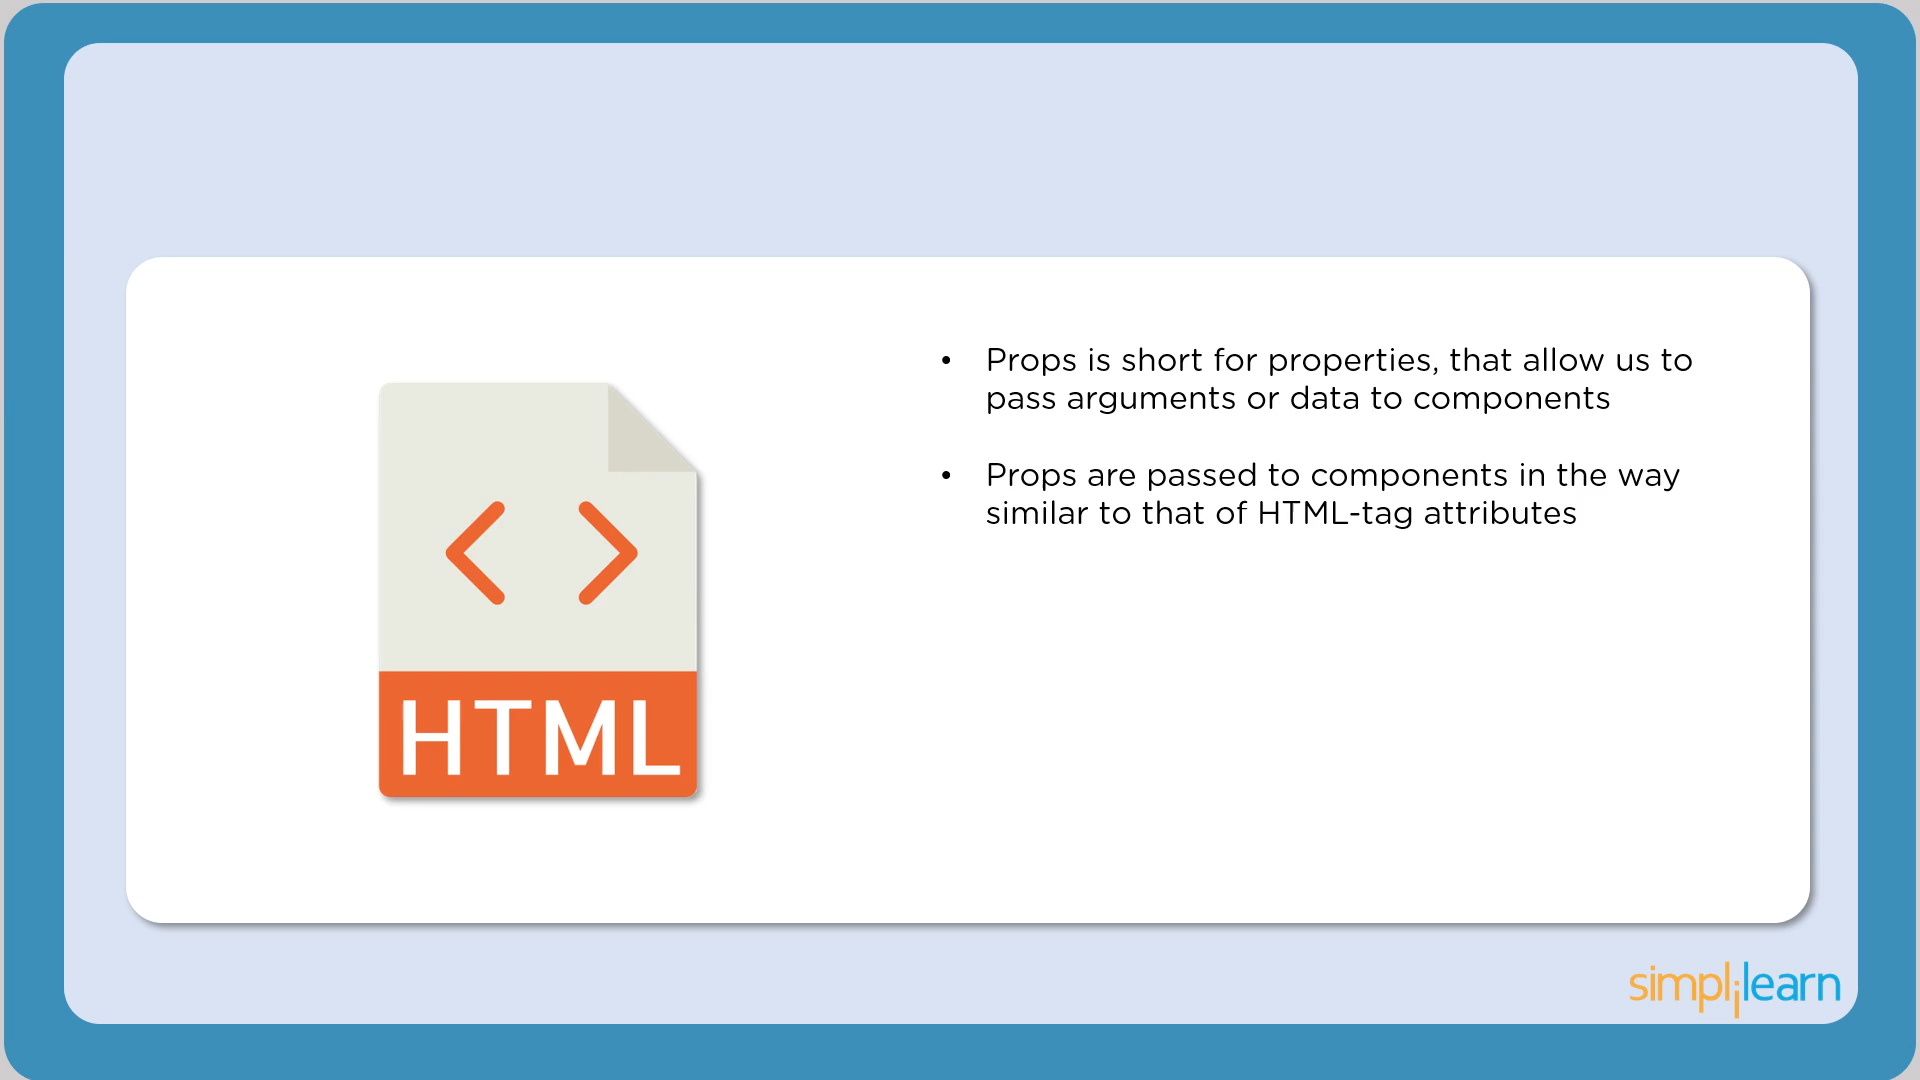 • Props is short for properties, that allow us to
pass arguments or data to components
• Props are passed to components in the way
similar to that of HTML-tag attributes
< >
HTML
simplilearn